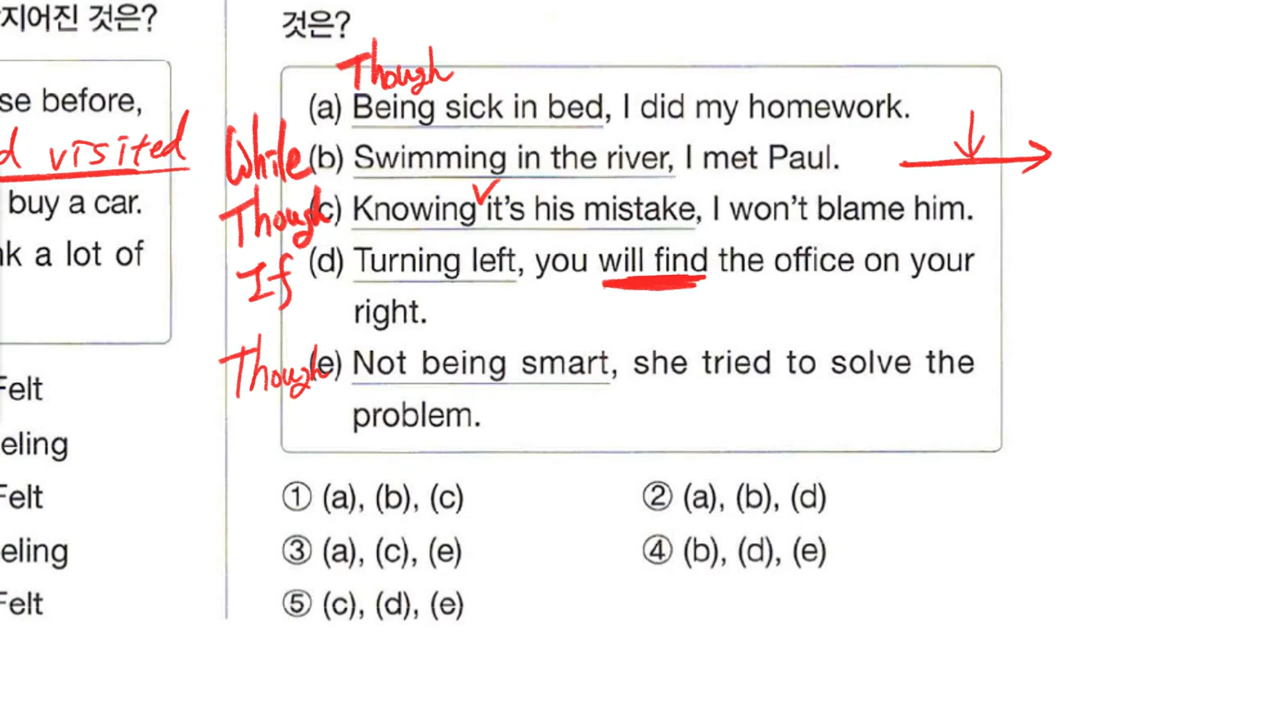 지어진 것은?
se before,
d visited
buy a car.
nk a lot of
Felt
eling
Felt
eling
Felt
것은?
Though
(a) Being sick in bed, I did my homework.
While (b) Swimming in the river, I met Paul.
Though (c) Knowing it's his mistake, I won't blame him.
If (d) Turning left, you will find the office on your
right.
Though (e) Not being smart, she tried to solve the
problem.
① (a), (b), (c) ② (a), (b), (d)
③ (a), (c), (e) ④ (b), (d), (e)
⑤ (c), (d), (e)